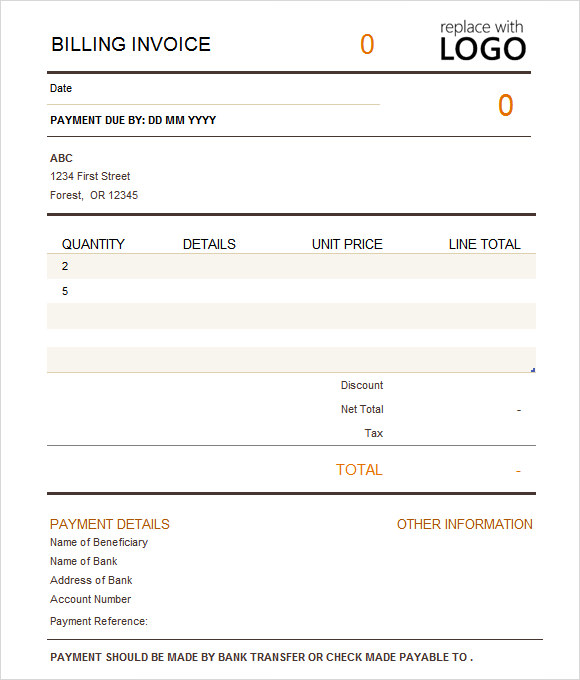 BILLING INVOICE 0 replace with
LOGO
Date
0
PAYMENT DUE BY: DD MM YYYY
ABC
1234 First Street
Forest,  OR 12345
QUANTITY DETAILS UNIT PRICE LINE TOTAL
2
5
Discount
Net Total -
Tax
TOTAL -
PAYMENT DETAILS OTHER INFORMATION
Name of Beneficiary
Name of Bank
Address of Bank
Account Number
Payment Reference:
PAYMENT SHOULD BE MADE BY BANK TRANSFER OR CHECK MADE PAYABLE TO .